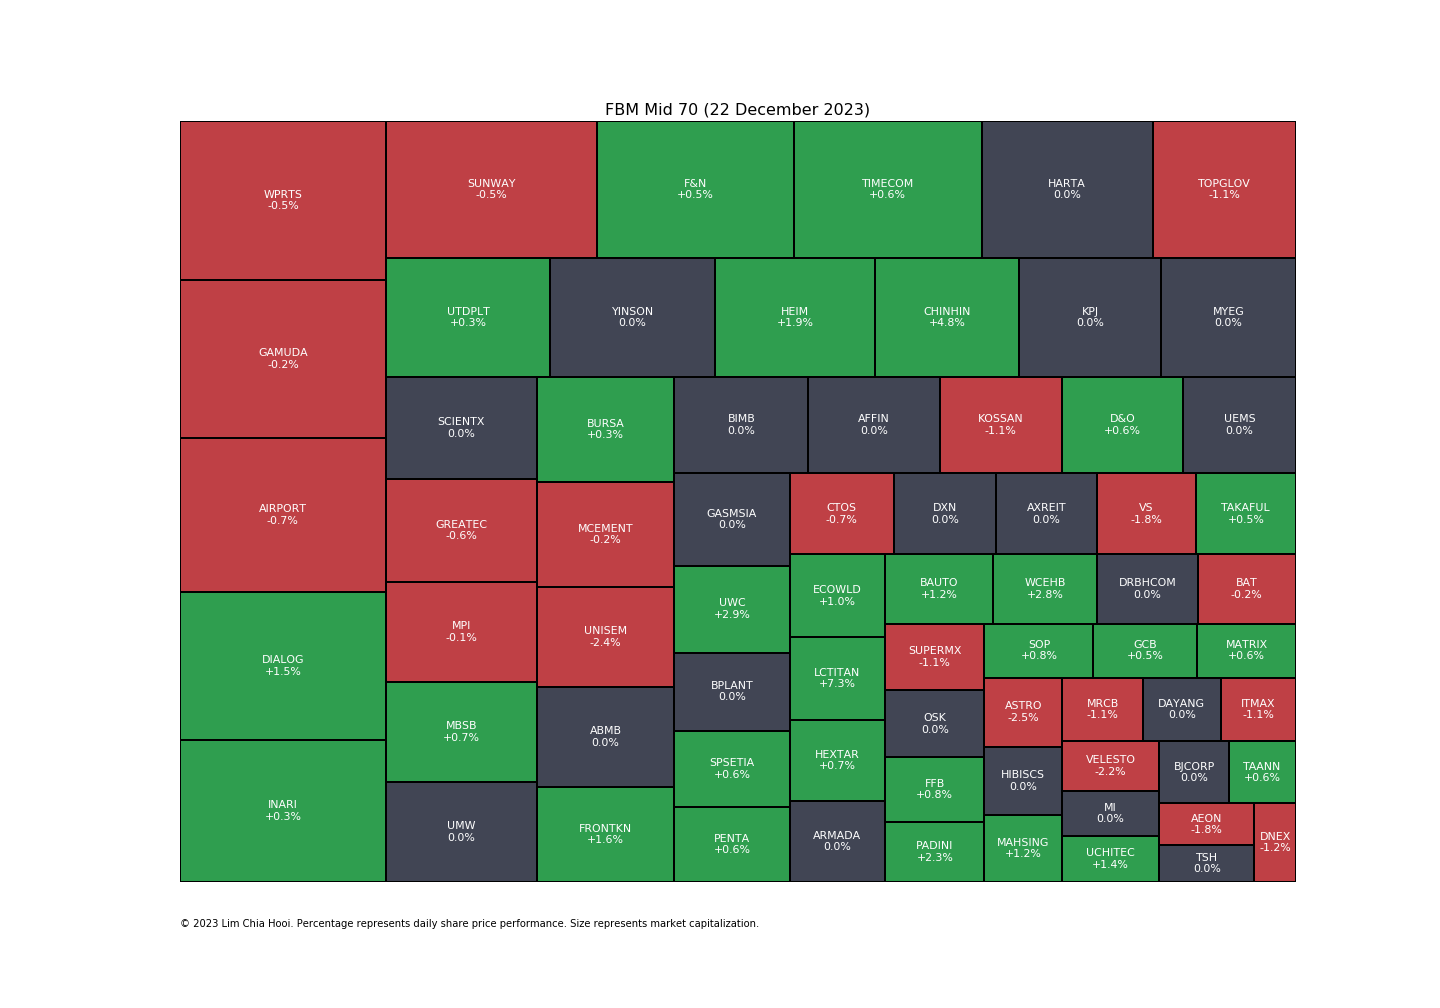 FBM Mid 70 (22 December 2023)
WPRTS
-0.5%
GAMUDA
-0.2%
AIRPORT
-0.7%
DIALOG
+1.5%
INARI
+0.3%
SUNWAY
-0.5%
F&N
+0.5%
TIMECOM
+0.6%
HARTA
0.0%
TOPGLOV
-1.1%
UTDPLT
+0.3%
YINSON
0.0%
HEIM
+1.9%
CHINHIN
+4.8%
KPJ
0.0%
MYEG
0.0%
SCIENTX
0.0%
GREATEC
-0.6%
MPI
-0.1%
MBSB
+0.7%
UMW
0.0%
BURSA
+0.3%
MCEMENT
-0.2%
UNISEM
-2.4%
ABMB
0.0%
FRONTKN
+1.6%
BIMB
0.0%
AFFIN
0.0%
KOSSAN
-1.1%
D&O
+0.6%
UEMS
0.0%
GASMSIA
0.0%
UWC
+2.9%
BPLANT
0.0%
SPSETIA
+0.6%
PENTA
+0.6%
CTOS
-0.7%
DXN
0.0%
AXREIT
0.0%
VS
-1.8%
TAKAFUL
+0.5%
ECOWLD
+1.0%
LCTITAN
+7.3%
HEXTAR
+0.7%
ARMADA
0.0%
BAUTO
+1.2%
WCEHB
+2.8%
DRBHCOM
0.0%
BAT
-0.2%
SUPERMX
-1.1%
OSK
0.0%
FFB
+0.8%
PADINI
+2.3%
SOP
+0.8%
GCB
+0.5%
MATRIX
+0.6%
ASTRO
-2.5%
HIBISCS
0.0%
MAHSING
+1.2%
MRCB
-1.1%
DAYANG
0.0%
ITMAX
-1.1%
VELESTO
-2.2%
MI
0.0%
UCHITEC
+1.4%
BJCORP
0.0%
TAANN
+0.6%
AEON
-1.8%
TSH
0.0%
DNEX
-1.2%
© 2023 Lim Chia Hooi. Percentage represents daily share price performance. Size represents market capitalization.